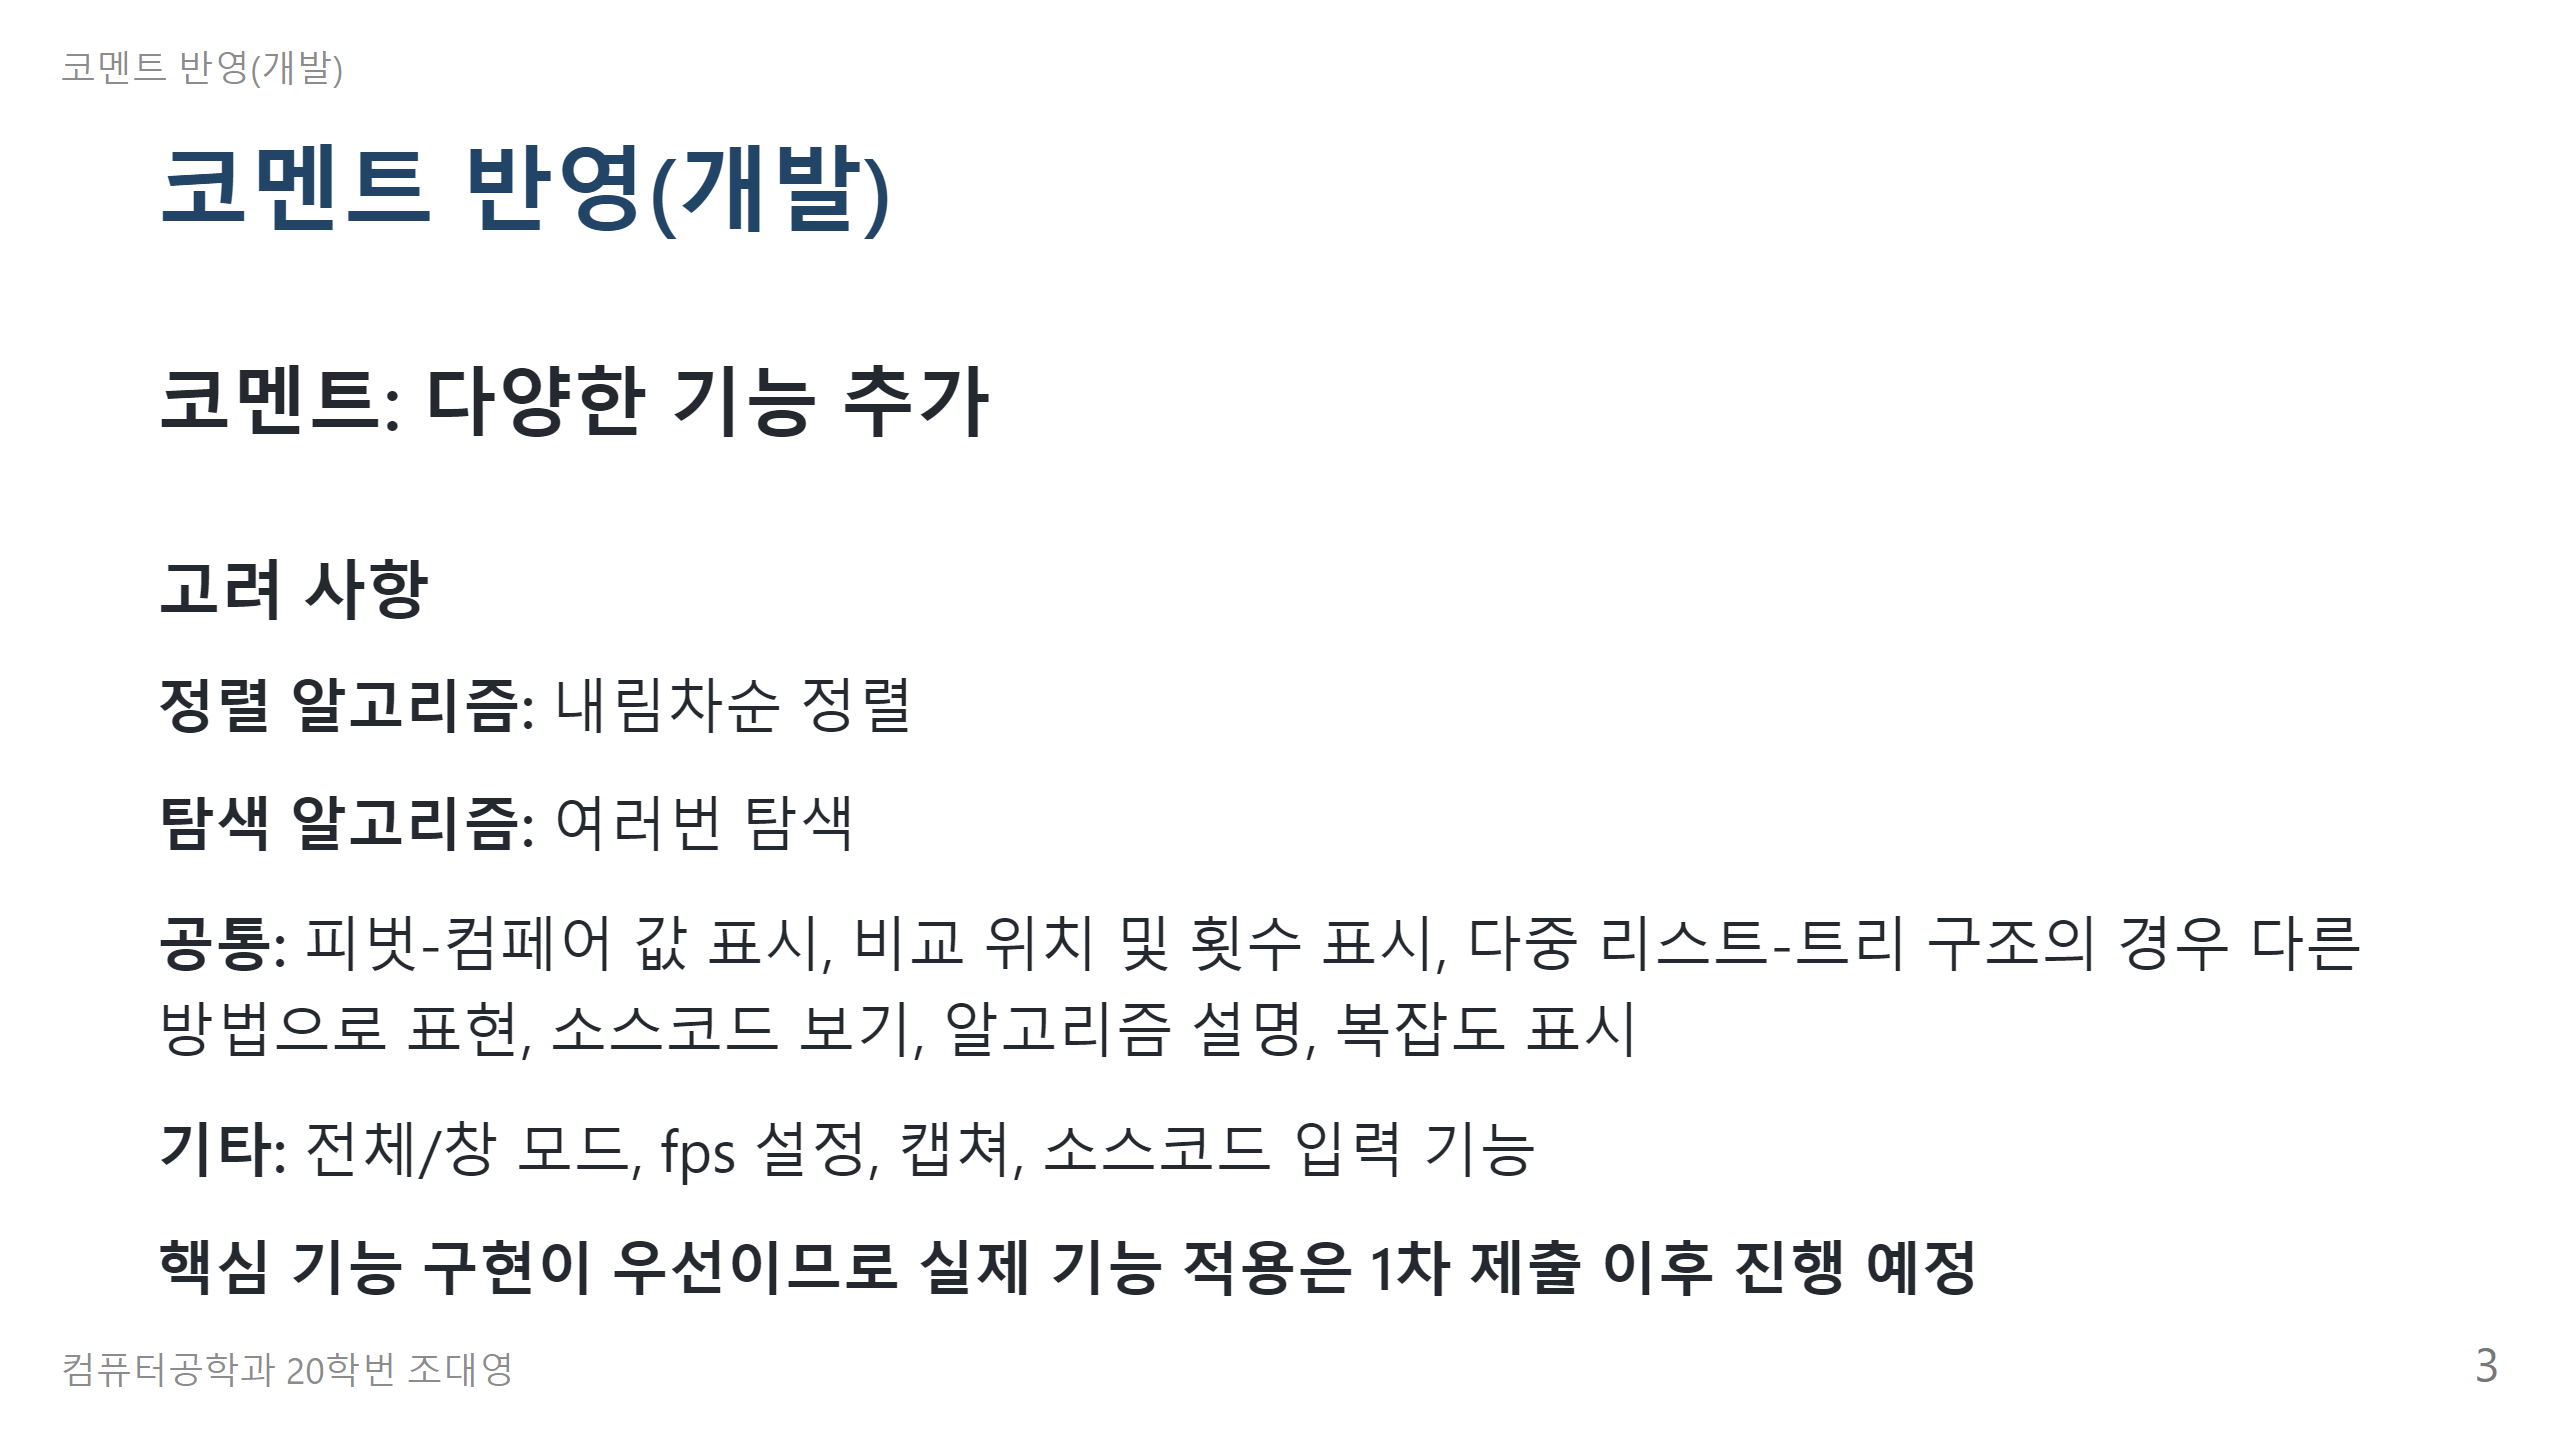 코멘트 반영(개발)
코멘트 반영(개발)
코멘트: 다양한 기능 추가
고려 사항
정렬 알고리즘: 내림차순 정렬
탐색 알고리즘: 여러번 탐색
공통: 피벗-컴페어 값 표시, 비교 위치 및 횟수 표시, 다중 리스트-트리 구조의 경우 다른
방법으로 표현, 소스코드 보기, 알고리즘 설명, 복잡도 표시
기타: 전체/창 모드, fps 설정, 캡쳐, 소스코드 입력 기능
핵심 기능 구현이 우선이므로 실제 기능 적용은 1차 제출 이후 진행 예정
컴퓨터공학과 20학번 조대영
3